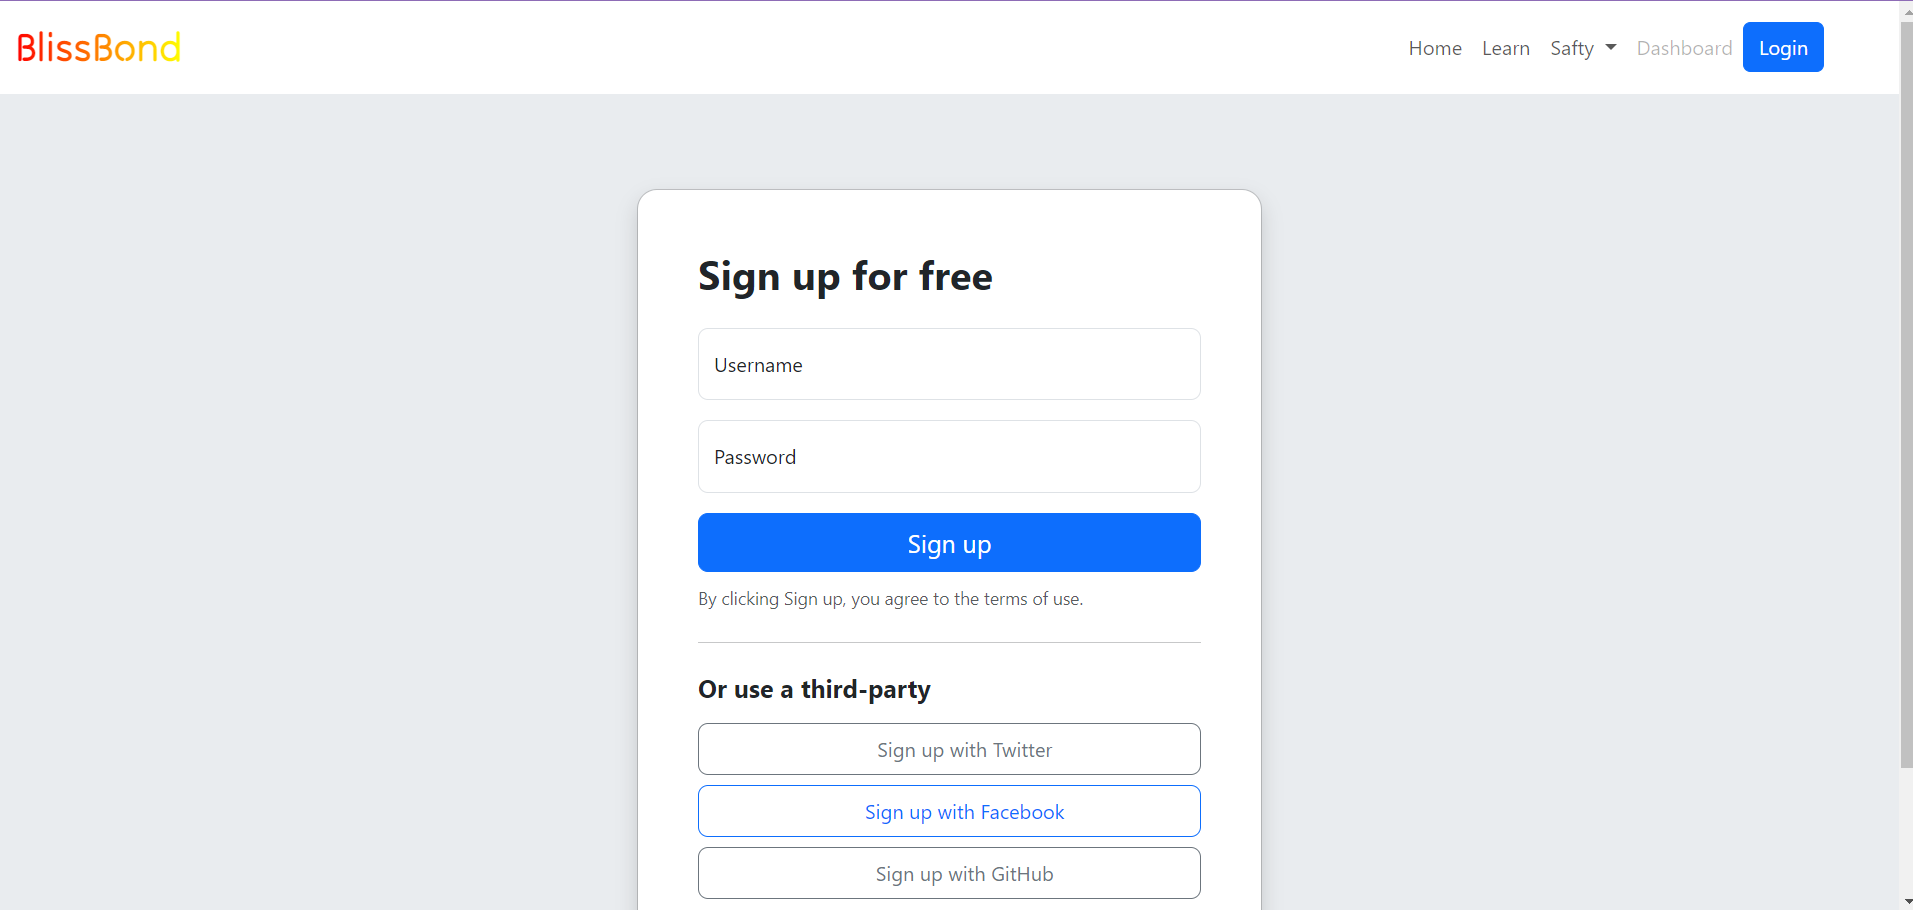 BlissBond
Home Learn Safty Dashboard Login
Sign up for free
Username
Password
Sign up
By clicking Sign up, you agree to the terms of use.
Or use a third-party
Sign up with Twitter
Sign up with Facebook
Sign up with GitHub